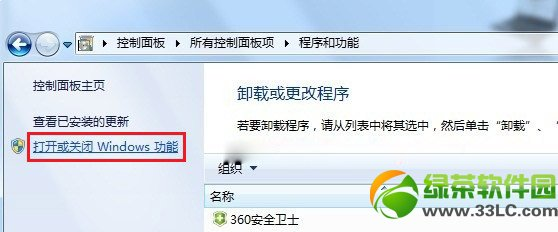 控制面板 ▸ 所有控制面板项 ▸ 程序和功能
控制面板主页
查看已安装的更新
打开或关闭 Windows 功能
卸载或更改程序
若要卸载程序，请从列表中将其选中，然后单击“卸载”、“
组织
名称
360安全卫士
绿茶软件园
www.33LC.com